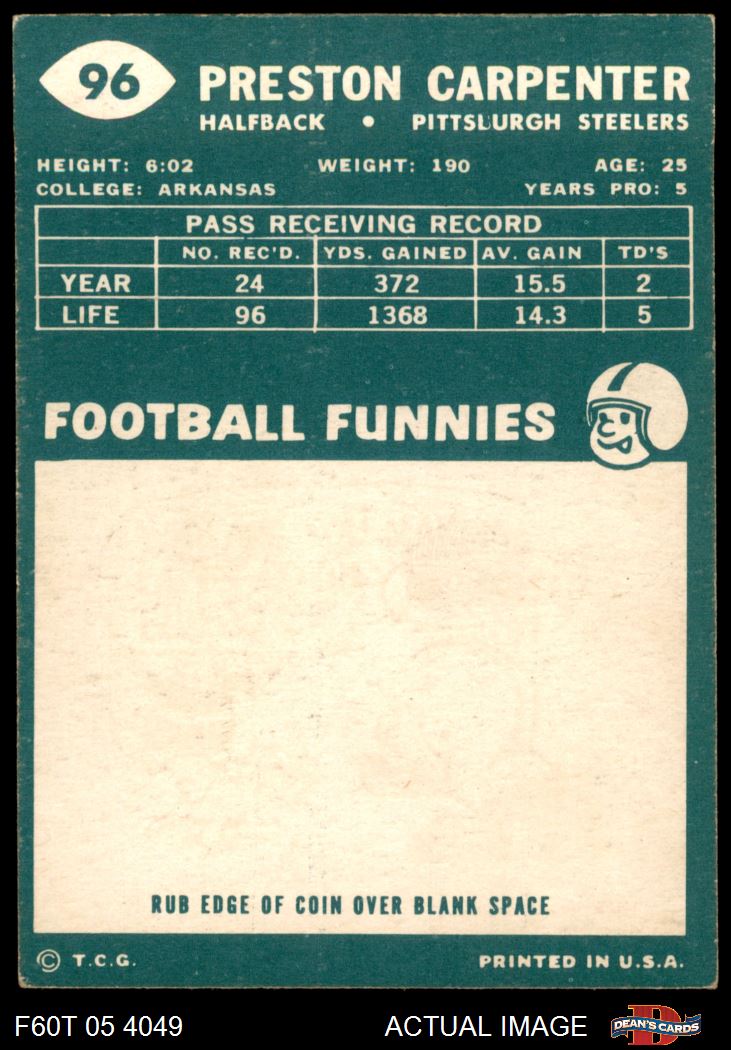 96
PRESTON CARPENTER
HALFBACK • PITTSBURGH STEELERS
HEIGHT: 6:02 WEIGHT: 190 AGE: 25
COLLEGE: ARKANSAS YEARS PRO: 5
PASS RECEIVING RECORD
NO. REC'D. YDS. GAINED AV. GAIN TD'S
YEAR 24 372 15.5 2
LIFE 96 1368 14.3 5
FOOTBALL FUNNIES
RUB EDGE OF COIN OVER BLANK SPACE
© T.C.G. PRINTED IN U.S.A.
F60T 05 4049 ACTUAL IMAGE D DEAN'S CARDS